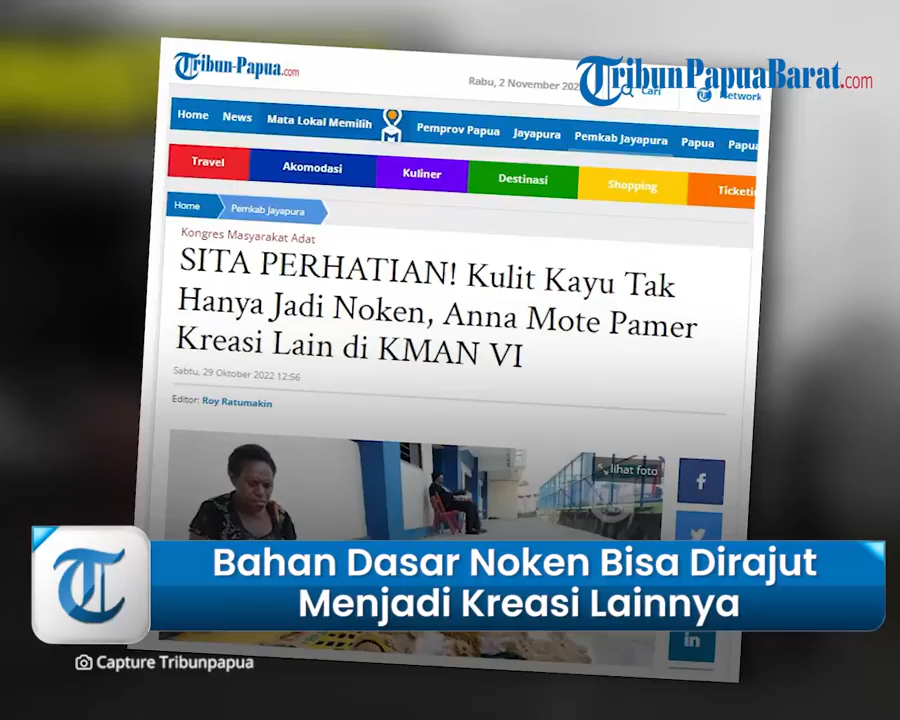 Tribun-Papua.com
Rabu, 2 November
TribunPapuaBarat.com
Cari
Network
Home News Mata Lokal Memilih Pemprov Papua Jayapura Pemkab Jayapura Papua Papua
Travel Akomodasi Kuliner Destinasi Shopping
Home Pemkab Jayapura
Kongres Masyarakat Adat
SITA PERHATIAN! Kulit Kayu Tak
Hanya Jadi Noken, Anna Mote Pamer
Kreasi Lain di KMAN VI
Sabtu, 29 Oktober 2022 12:56
Editor: Roy Ratumakin
lihat foto
Bahan Dasar Noken Bisa Dirajut
Menjadi Kreasi Lainnya
Capture Tribunpapua